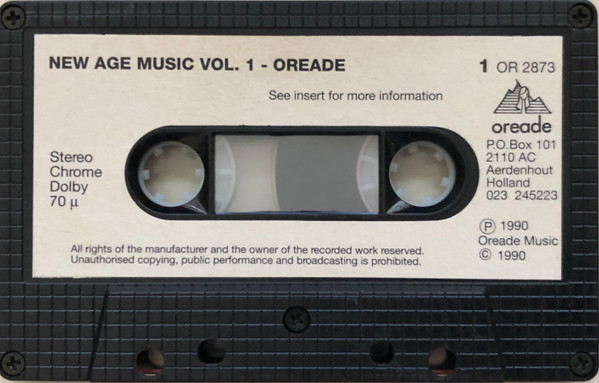 NEW AGE MUSIC VOL. 1 - OREADE
1 OR 2873
See insert for more information
oreade
P.O.Box 101
2110 AC
Aerdenhout
Holland
023 245223
Stereo
Chrome
Dolby
70 µ
Ⓟ 1990
Oreade Music
© 1990
All rights of the manufacturer and the owner of the recorded work reserved.
Unauthorised copying, public performance and broadcasting is prohibited.